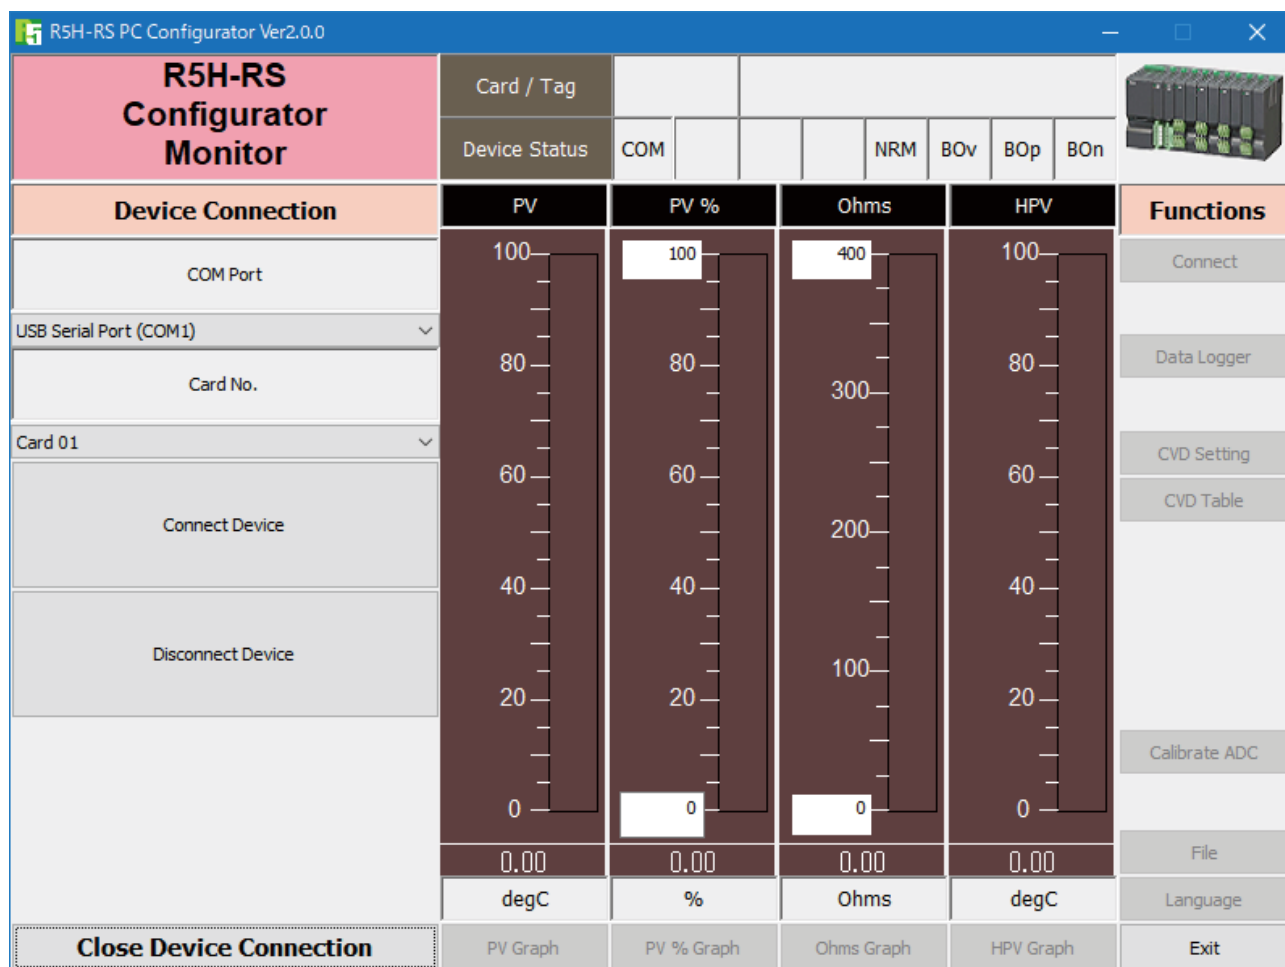 R5H-RS PC Configurator Ver2.0.0
R5H-RS
Configurator
Monitor
Card / Tag
Device Status
COM
NRM
BOv
BOp
BOn
Device Connection
COM Port
USB Serial Port (COM1)
Card No.
Card 01
Connect Device
Disconnect Device
Close Device Connection
PV
100
80
60
40
20
0
0.00
degC
PV Graph
PV %
100
80
60
40
20
0
0.00
%
PV % Graph
Ohms
400
300
200
100
0
0.00
Ohms
Ohms Graph
HPV
100
80
60
40
20
0
0.00
degC
HPV Graph
Functions
Connect
Data Logger
CVD Setting
CVD Table
Calibrate ADC
File
Language
Exit